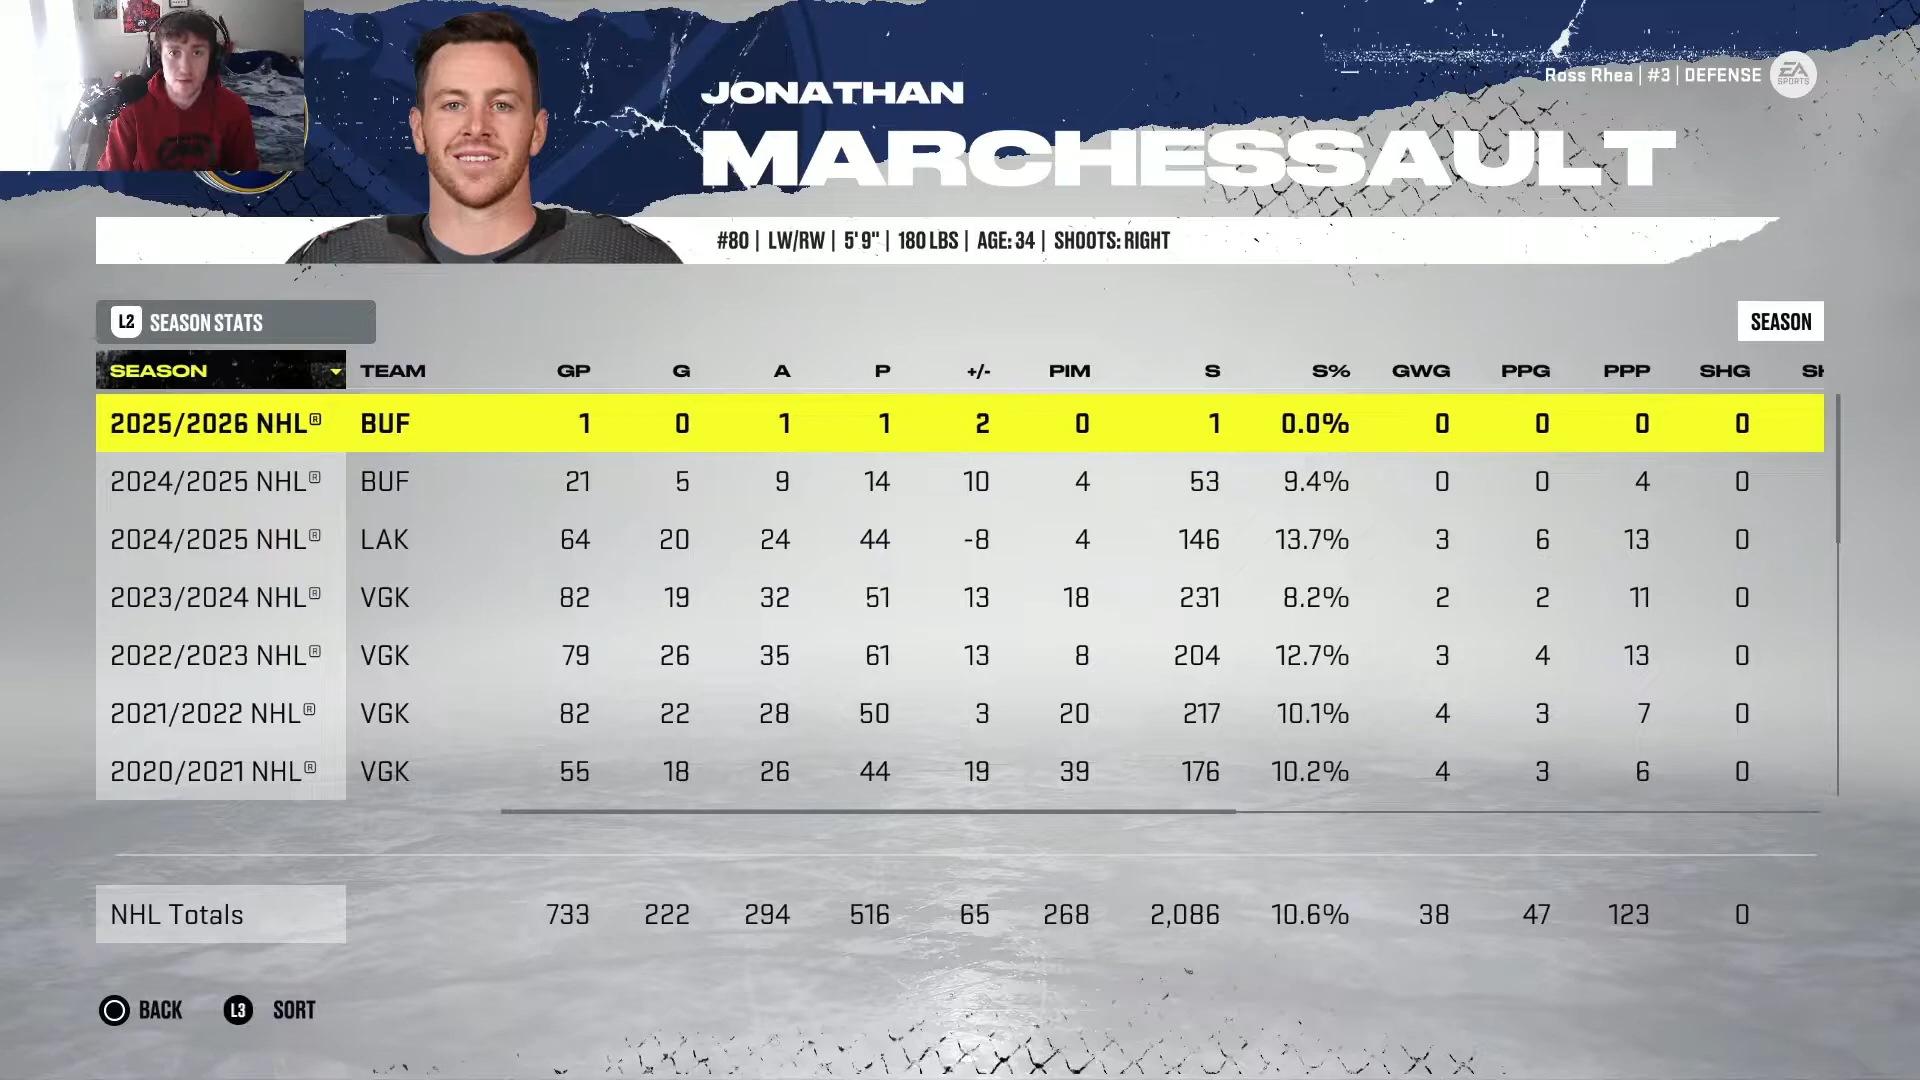 Ross Rhea | #3 | DEFENSE
EA SPORTS
JONATHAN
MARCHESSAULT
#80 | LW/RW | 5' 9" | 180 LBS | AGE: 34 | SHOOTS: RIGHT
L2 SEASON STATS
SEASON
SEASON TEAM GP G A P +/- PIM S S% GWG PPG PPP SHG SH
2025/2026 NHL® BUF 1 0 1 1 2 0 1 0.0% 0 0 0 0
2024/2025 NHL® BUF 21 5 9 14 10 4 53 9.4% 0 0 4 0
2024/2025 NHL® LAK 64 20 24 44 -8 4 146 13.7% 3 6 13 0
2023/2024 NHL® VGK 82 19 32 51 13 18 231 8.2% 2 2 11 0
2022/2023 NHL® VGK 79 26 35 61 13 8 204 12.7% 3 4 13 0
2021/2022 NHL® VGK 82 22 28 50 3 20 217 10.1% 4 3 7 0
2020/2021 NHL® VGK 55 18 26 44 19 39 176 10.2% 4 3 6 0
NHL Totals 733 222 294 516 65 268 2,086 10.6% 38 47 123 0
BACK L3 SORT